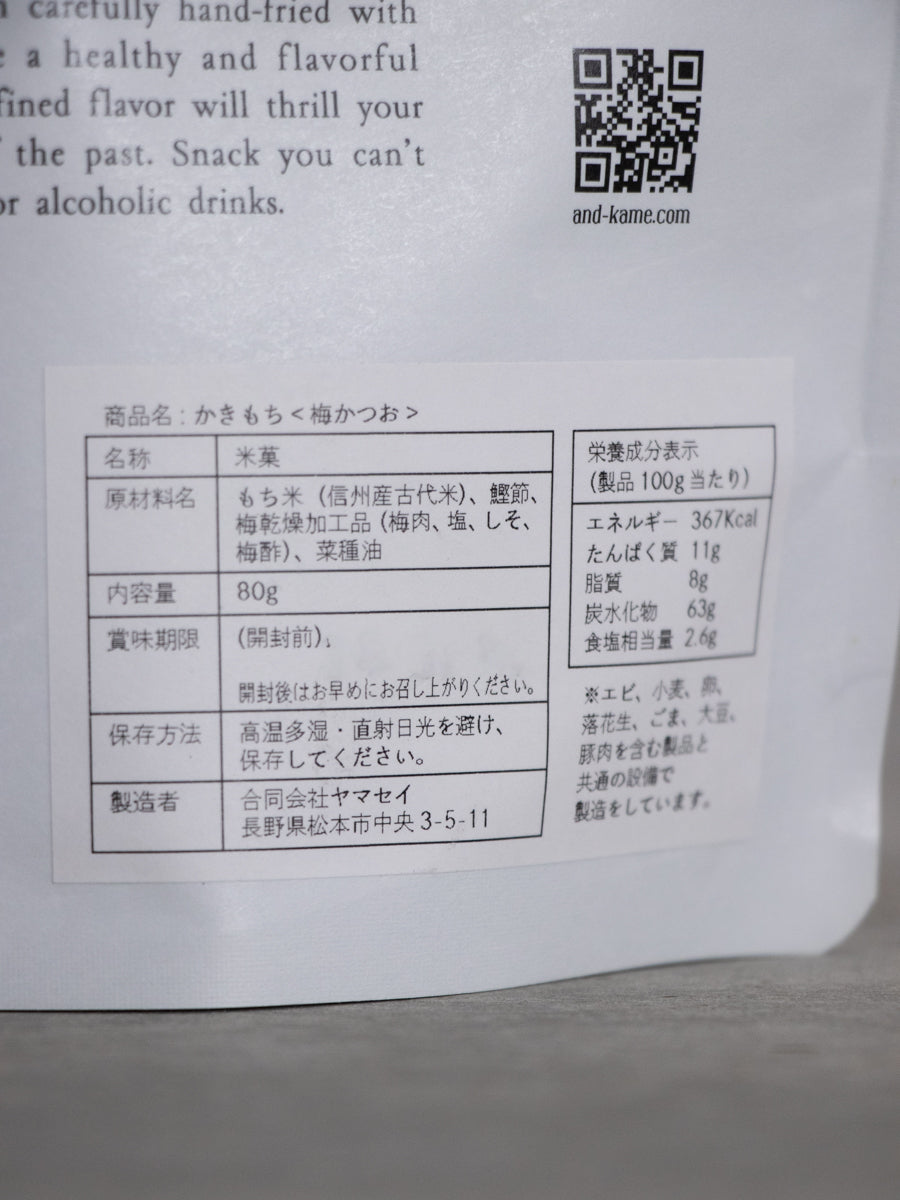 carefully hand-fried with
a healthy and flavorful
fined flavor will thrill your
the past. Snack you can't
or alcoholic drinks.
and-kame.com
商品名：かきもち＜梅かつお＞
名称 米菓
原材料名 もち米（信州産古代米）、鰹節、
梅乾燥加工品（梅肉、塩、しそ、
梅酢）、菜種油
内容量 80g
賞味期限 (開封前)、
開封後はお早めにお召し上がりください。
保存方法 高温多湿・直射日光を避け、
保存してください。
製造者 合同会社ヤマセイ
長野県松本市中央 3-5-11
栄養成分表示
（製品 100g 当たり）
エネルギー 367Kcal
たんぱく質 11g
脂質 8g
炭水化物 63g
食塩相当量 2.6g
※エビ、小麦、卵、
落花生、ごま、大豆、
豚肉を含む製品と
共通の設備で
製造をしています。